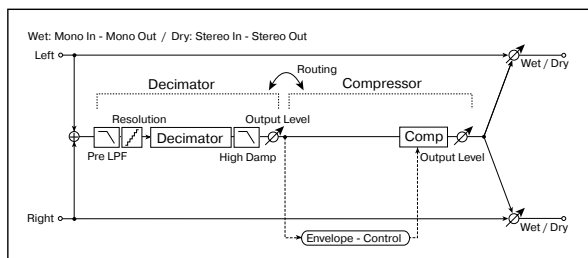 Wet: Mono In - Mono Out / Dry: Stereo In - Stereo Out
Left
Wet / Dry
Routing
Decimator
Compressor
Resolution
Output Level
Decimator
Comp
Pre LPF
High Damp
Output Level
Right
Wet / Dry
Envelope - Control